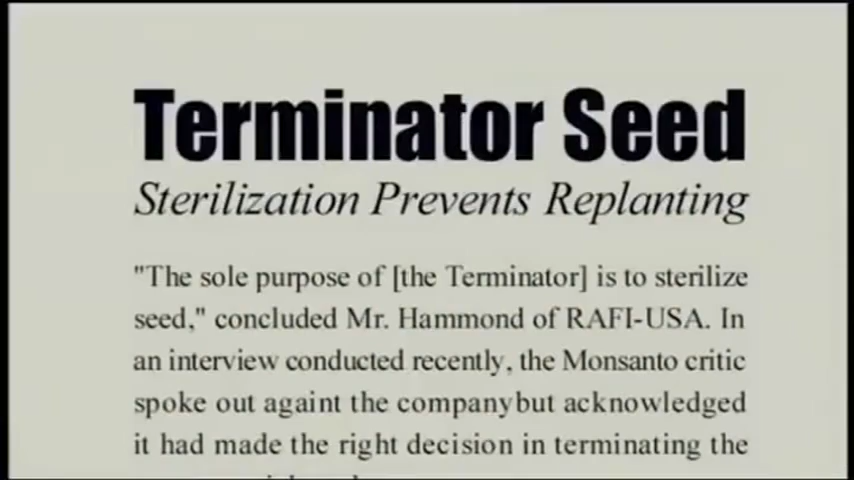 Terminator Seed
Sterilization Prevents Replanting
"The sole purpose of [the Terminator] is to sterilize
seed," concluded Mr. Hammond of RAFI-USA. In
an interview conducted recently, the Monsanto critic
spoke out againt the companybut acknowledged
it had made the right decision in terminating the